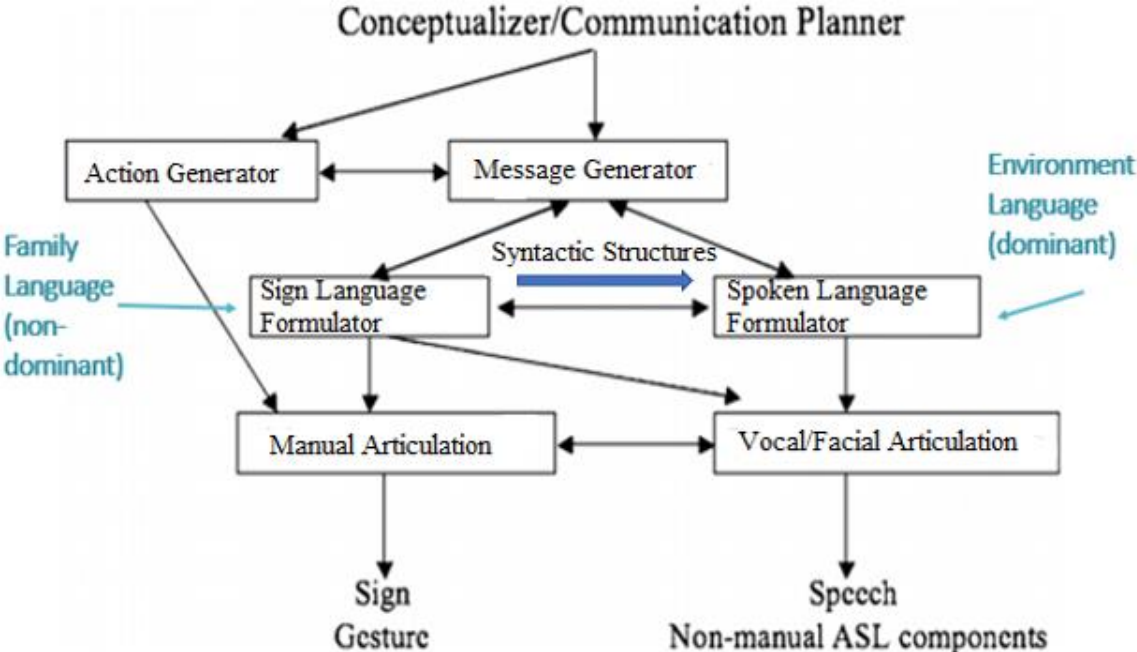 Conceptualizer/Communication Planner
Action Generator
Message Generator
Environment
Language
(dominant)
Family
Language
(non-
dominant)
Syntactic Structures
Sign Language
Formulator
Spoken Language
Formulator
Manual Articulation
Vocal/Facial Articulation
Sign
Gesture
Speech
Non-manual ASL components